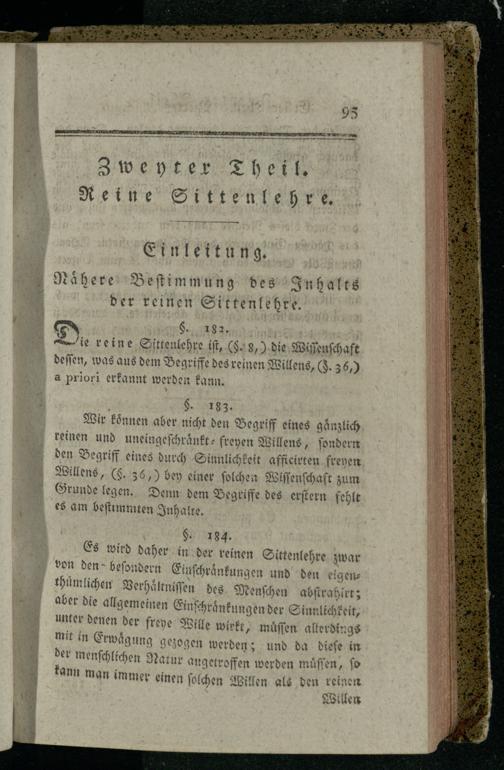 95
Zweyter Theil.
Reine Sittenlehre.
Einleitung.
Nähere Bestimmung des Inhalts
der reinen Sittenlehre.
§. 182.
Die reine Sittenlehre ist, (§. 8,) die Wissenschaft
dessen, was aus dem Begriffe des reinen Willens, (§. 36,)
a priori erkannt werden kann.
§. 183.
Wir können aber nicht den Begriff eines gänzlich
reinen und uneingeschränkt-freyen Willens, sondern
den Begriff eines durch Sinnlichkeit afficirten freyen
Willens, (§. 36,) bey einer solchen Wissenschaft zum
Grunde legen. Denn dem Begriffe des erstern fehlt
es am bestimmten Inhalte.
§. 184.
Es wird daher in der reinen Sittenlehre zwar
von den besondern Einschränkungen und den eigen-
thümlichen Verhältnissen des Menschen abstrahirt;
aber die allgemeinen Einschränkungen der Sinnlichkeit,
unter denen der freye Wille wirkt, müssen allerdings
mit in Erwägung gezogen werden; und da diese in
der menschlichen Natur angetroffen werden müssen, so
kann man immer einen solchen Willen als den reinen
Willen